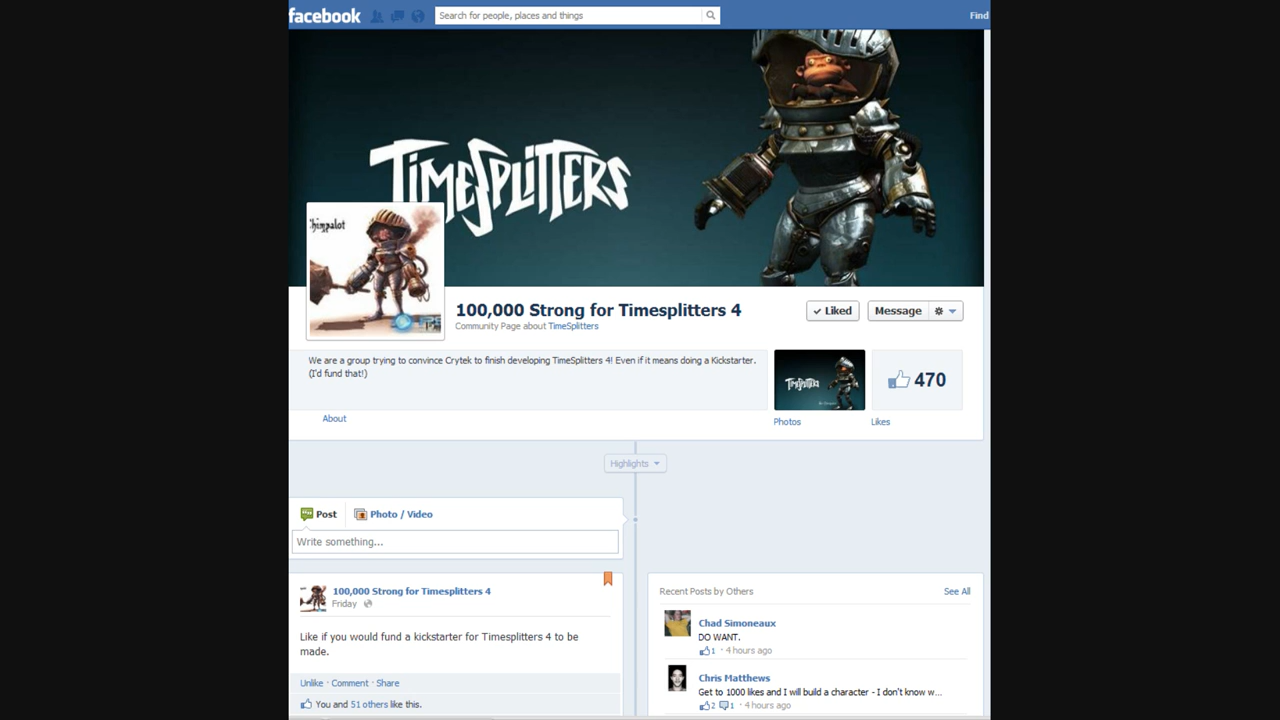 facebook
Search for people, places and things
Find
TIMESPLITTERS
himpalot
100,000 Strong for Timesplitters 4
Community Page about TimeSplitters
Liked
Message
We are a group trying to convince Crytek to finish developing TimeSplitters 4! Even if it means doing a Kickstarter.
(I'd fund that!)
TIMESPLITTERS
470
About
Photos
Likes
Highlights
Post
Photo / Video
Write something...
100,000 Strong for Timesplitters 4
Friday
Like if you would fund a kickstarter for Timesplitters 4 to be
made.
Unlike · Comment · Share
You and 51 others like this.
Recent Posts by Others
See All
Chad Simoneaux
DO WANT.
1 · 4 hours ago
Chris Matthews
Get to 1000 likes and I will build a character - I don't know w...
2 1 · 4 hours ago